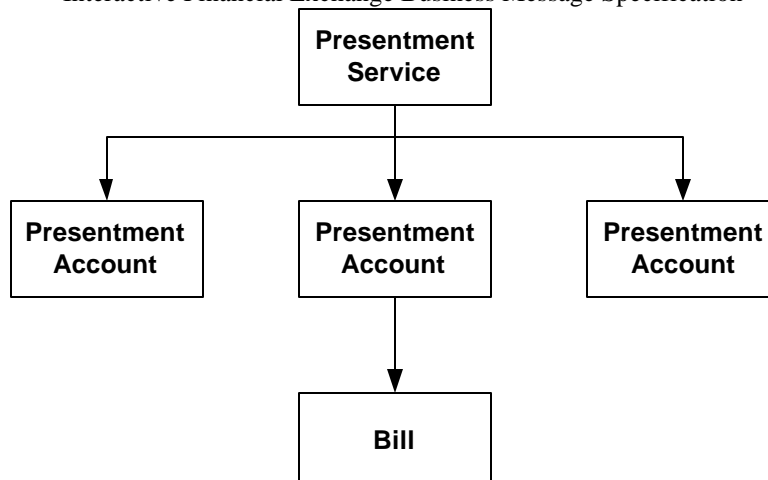 Interactive Financial Exchange Business Message Specification
Presentment
Service
Presentment
Account
Presentment
Account
Presentment
Account
Bill